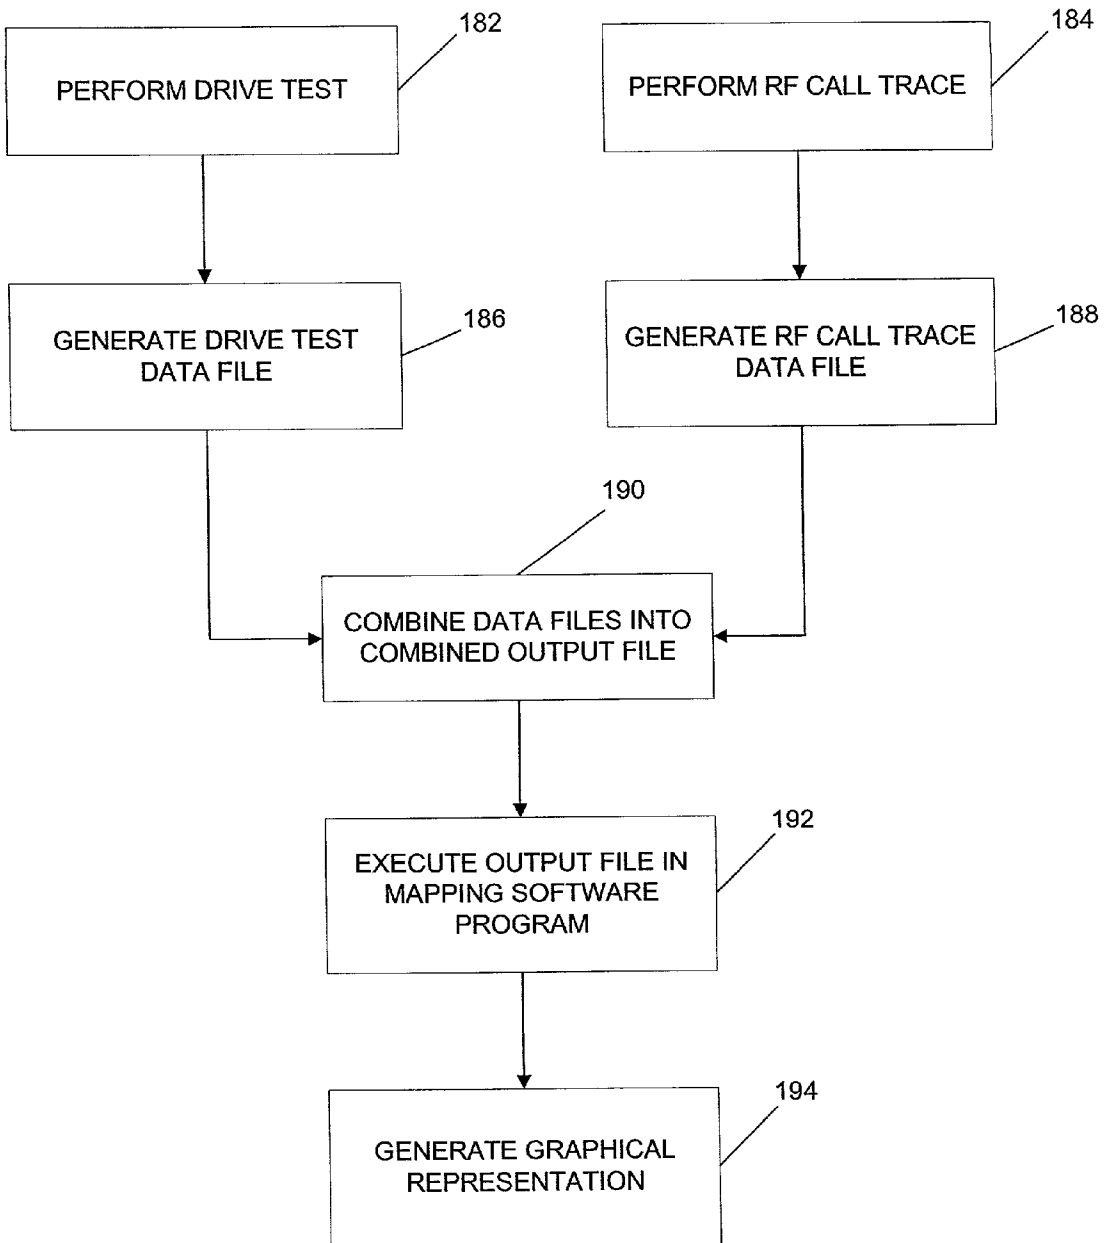 182
184
PERFORM DRIVE TEST
PERFORM RF CALL TRACE
186
188
GENERATE DRIVE TEST
DATA FILE
GENERATE RF CALL TRACE
DATA FILE
190
COMBINE DATA FILES INTO
COMBINED OUTPUT FILE
192
EXECUTE OUTPUT FILE IN
MAPPING SOFTWARE
PROGRAM
194
GENERATE GRAPHICAL
REPRESENTATION